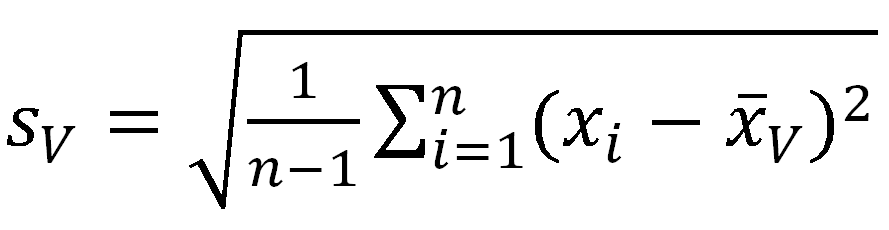 s_V = √(1/(n−1) ∑_{i=1}^{n} (x_i − x̄_V)^2)